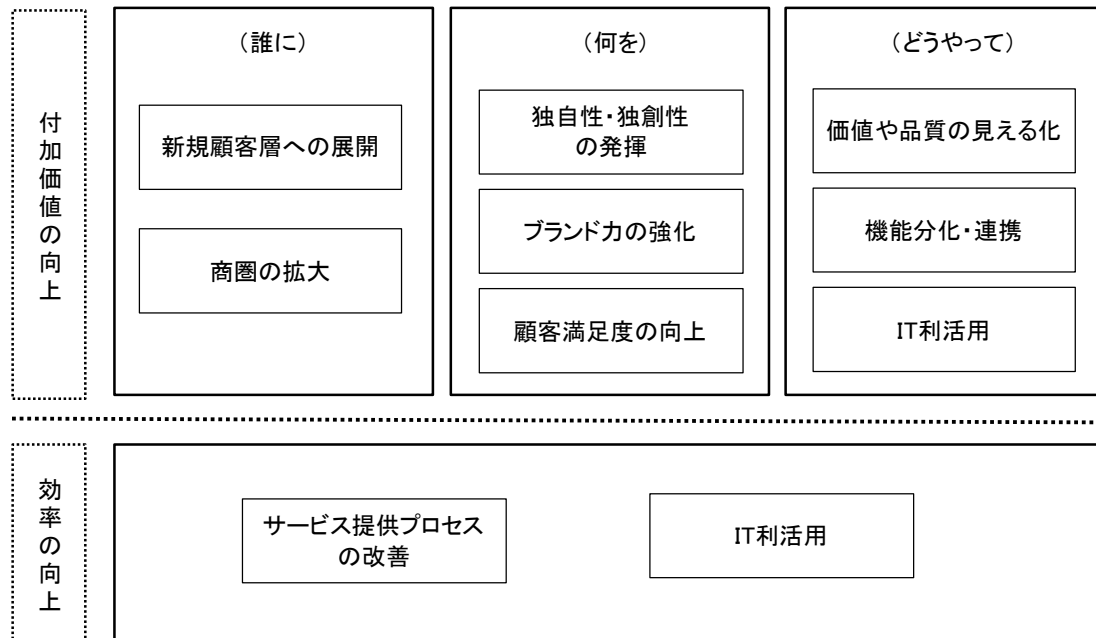 付加価値の向上
（誰に）
新規顧客層への展開
商圏の拡大
（何を）
独自性・独創性
の発揮
ブランド力の強化
顧客満足度の向上
（どうやって）
価値や品質の見える化
機能分化・連携
IT利活用
効率の向上
サービス提供プロセス
の改善
IT利活用